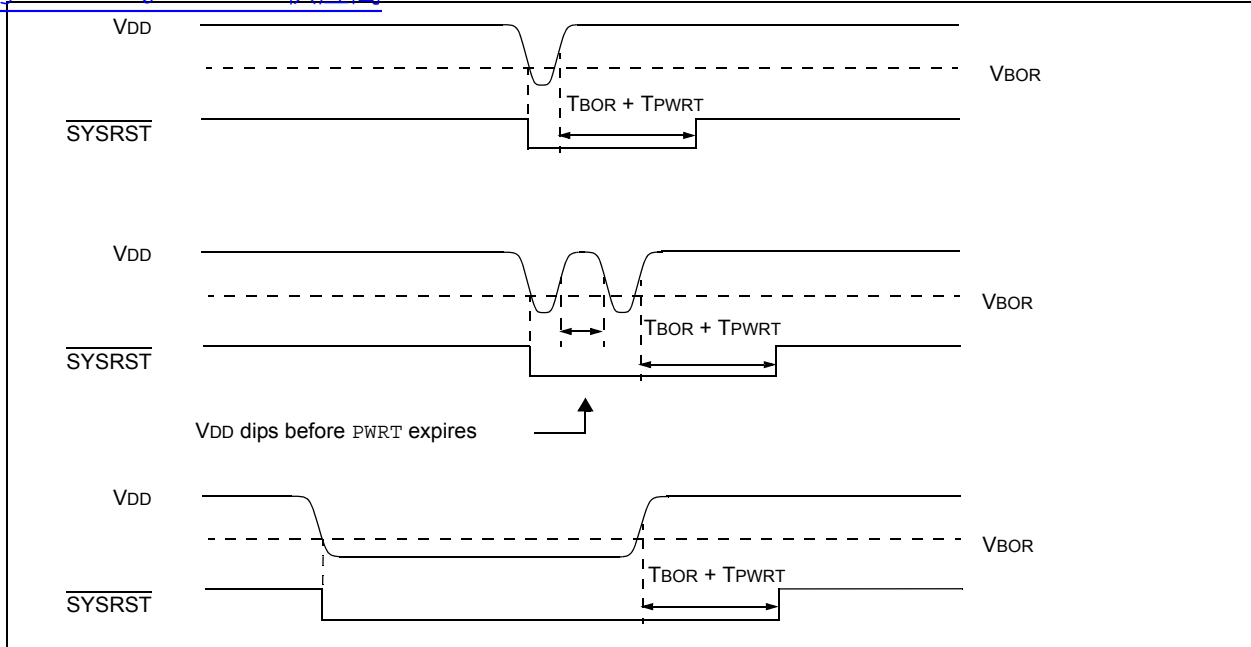 VDD
VBOR
TBOR + TPWRT
SYSRST
VDD
VBOR
TBOR + TPWRT
SYSRST
VDD dips before PWRT expires
VDD
VBOR
TBOR + TPWRT
SYSRST